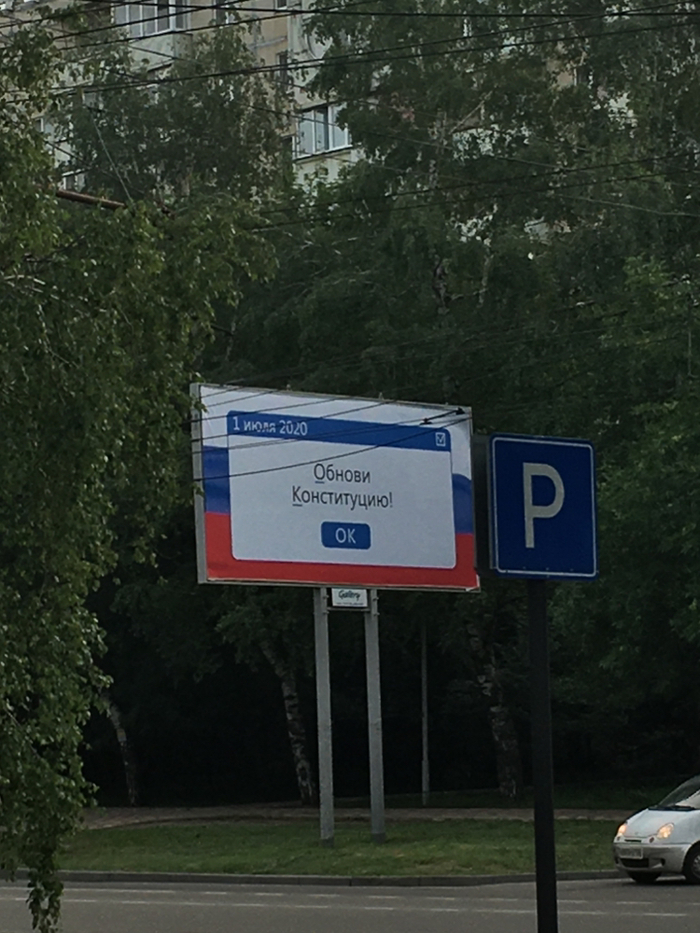 1 июля 2020
Обнови
Конституцию!
OK
Gallery
P